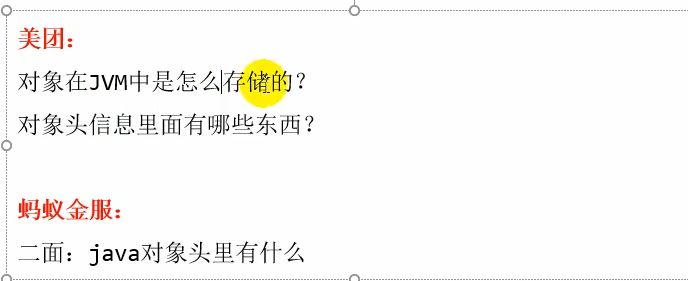 美团：
对象在JVM中是怎么存储的？
对象头信息里面有哪些东西？
蚂蚁金服：
二面：java对象头里有什么